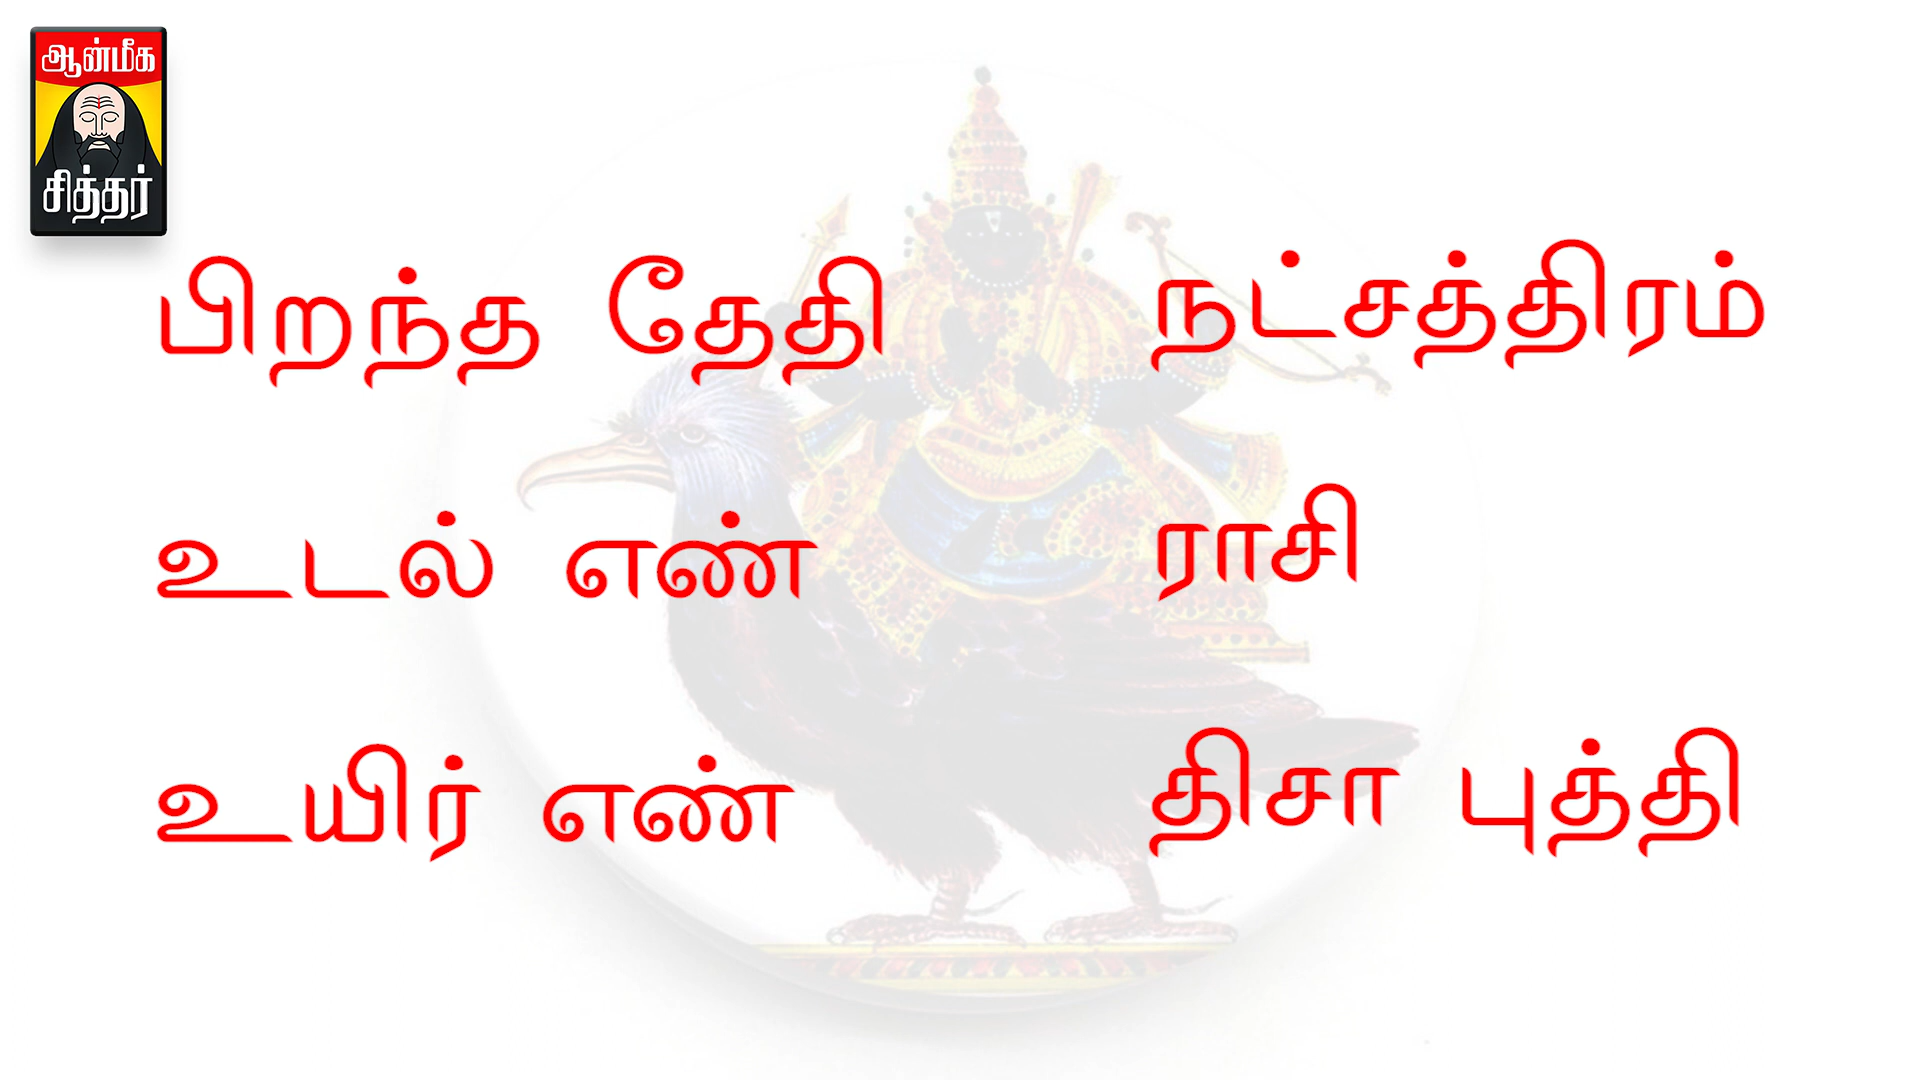 ஆன்மீக
சித்தர்
பிறந்த தேதி
நட்சத்திரம்
உடல் எண்
ராசி
உயிர் எண்
திசா புத்தி